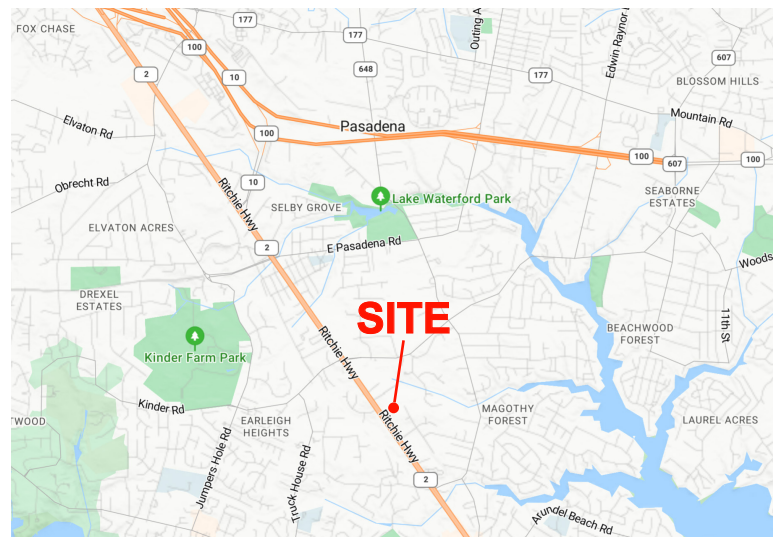 177
Outing A
Edwin Raynor
FOX CHASE
177
100
648
607
2
10
177
BLOSSOM HILLS
Mountain Rd
Elvaton Rd
100
Pasadena
100
607
100
Obrecht Rd
10
Ritchie Hwy
SELBY GROVE
Lake Waterford Park
SEABORNE
ESTATES
ELVATON ACRES
2
E Pasadena Rd
Woods
DREXEL
ESTATES
SITE
11th St
BEACHWOOD
FOREST
Kinder Farm Park
Ritchie Hwy
Kinder Rd
TWOOD
EARLEIGH
HEIGHTS
Ritchie Hwy
MAGOTHY
FOREST
LAUREL ACRES
Jumpers Hole Rd
Truck House Rd
2
Arundel Beach Rd